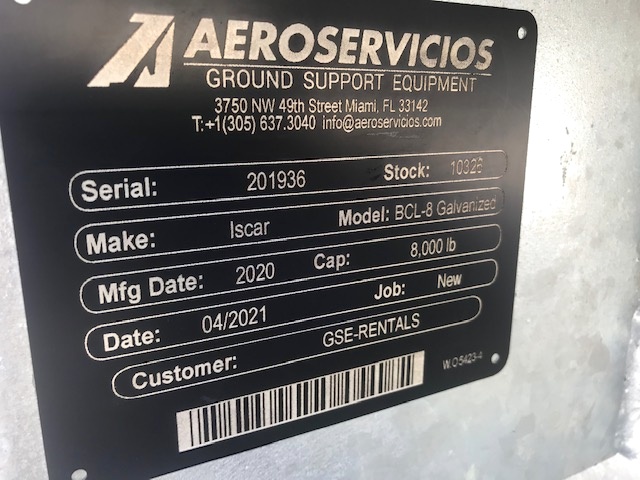 AEROSERVICIOS
GROUND SUPPORT EQUIPMENT
3750 NW 49th Street Miami, FL 33142
T:+1(305) 637.3040 info@aeroservicios.com
Serial: 201936 Stock: 10326
Make: Iscar Model: BCL-8 Galvanized
Mfg Date: 2020 Cap: 8,000 lb
Date: 04/2021 Job: New
Customer: GSE-RENTALS
W.O5423-4